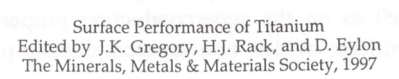 Surface Performance of Titanium
Edited by J.K. Gregory, H.J. Rack, and D. Eylon
The Minerals, Metals & Materials Society, 1997